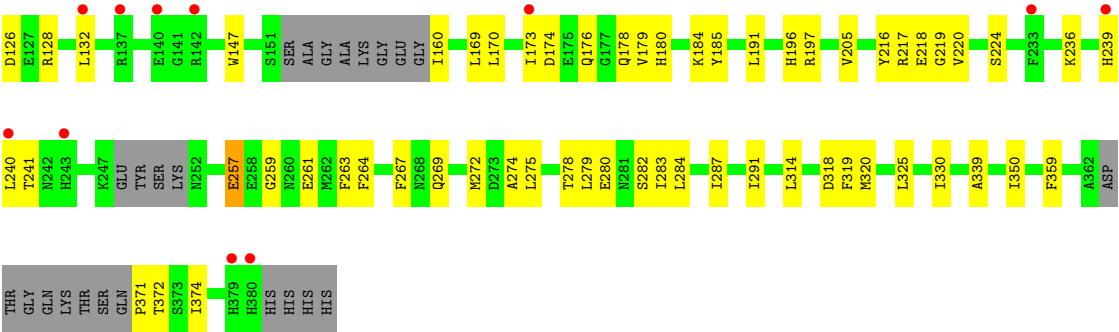 D126 E127 R128 L132 R137 E140 G141 R142 W147 S151 SER ALA GLY ALA ALA LYS GLY GLU GLY I160 L169 L170 I173 D174 E175 Q176 G177 Q178 V179 H180 K184 Y185 L191 H196 R197 V205 Y216 R217 E218 G219 V220 S224 F233 K236 H239
L240 T241 N242 H243 K247 GLU TYR SER LYS N252 E257 E258 G259 N260 E261 M262 F263 F264 F267 N268 Q269 M272 D273 A274 L275 T278 L279 E280 N281 S282 I283 L284 I287 I291 L314 D318 F319 M320 L325 I330 A339 I350 F359 A362 ASP
THR GLY GLN LYS THR SER GLN P371 T372 S373 I374 H379 H380 HIS HIS HIS HIS